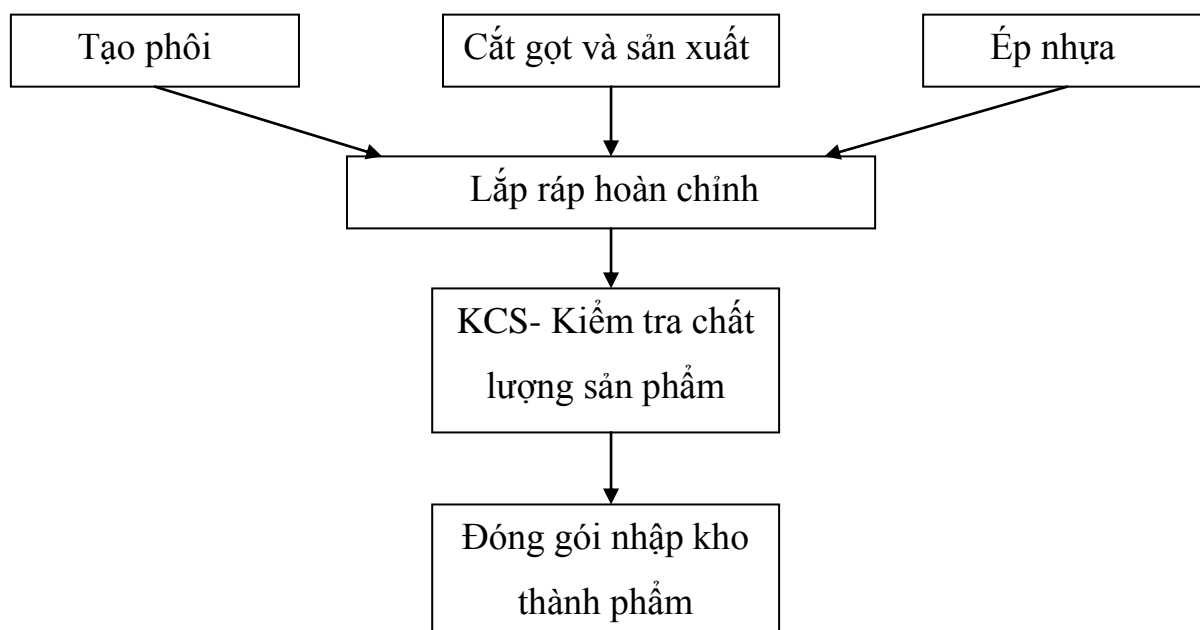 Tạo phôi
Cắt gọt và sản xuất
Ép nhựa
Lắp ráp hoàn chỉnh
KCS- Kiểm tra chất
lượng sản phẩm
Đóng gói nhập kho
thành phẩm